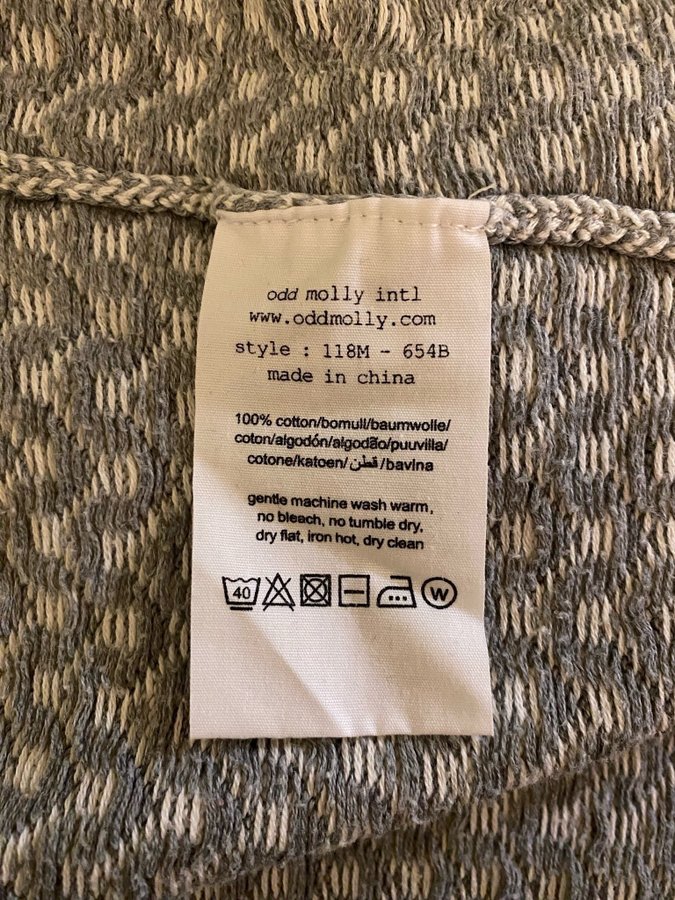 odd molly intl
www.oddmolly.com
style : 118M - 654B
made in china
100% cotton/bomull/baumwolle/
coton/algodón/algodão/puuvilla/
cotone/katoen/قطن/bavlna
gentle machine wash warm,
no bleach, no tumble dry,
dry flat, iron hot, dry clean
40 W